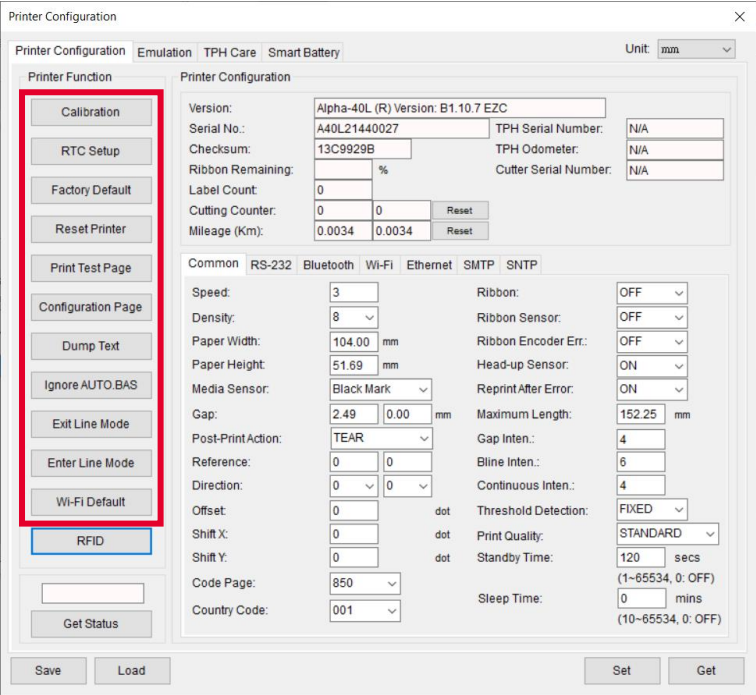 Printer Configuration
Printer Configuration Emulation TPH Care Smart Battery Unit: mm
Printer Function
Calibration
RTC Setup
Factory Default
Reset Printer
Print Test Page
Configuration Page
Dump Text
Ignore AUTO.BAS
Exit Line Mode
Enter Line Mode
Wi-Fi Default
RFID
Get Status
Printer Configuration
Version: Alpha-40L (R) Version: B1.10.7 EZC
Serial No.: A40L21440027 TPH Serial Number: N/A
Checksum: 13C9929B TPH Odometer: N/A
Ribbon Remaining: % Cutter Serial Number: N/A
Label Count: 0
Cutting Counter: 0 0 Reset
Mileage (Km): 0.0034 0.0034 Reset
Common RS-232 Bluetooth Wi-Fi Ethernet SMTP SNTP
Speed: 3 Ribbon: OFF
Density: 8 Ribbon Sensor: OFF
Paper Width: 104.00 mm Ribbon Encoder Err.: OFF
Paper Height: 51.69 mm Head-up Sensor: ON
Media Sensor: Black Mark Reprint After Error: ON
Gap: 2.49 0.00 mm Maximum Length: 152.25 mm
Post-Print Action: TEAR Gap Inten.: 4
Reference: 0 0 Bline Inten.: 6
Direction: 0 0 Continuous Inten.: 4
Offset: 0 dot Threshold Detection: FIXED
Shift X: 0 dot Print Quality: STANDARD
Shift Y: 0 dot Standby Time: 120 secs
(1~65534, 0: OFF)
Code Page: 850 Sleep Time: 0 mins
Country Code: 001 (10~65534, 0: OFF)
Save Load Set Get